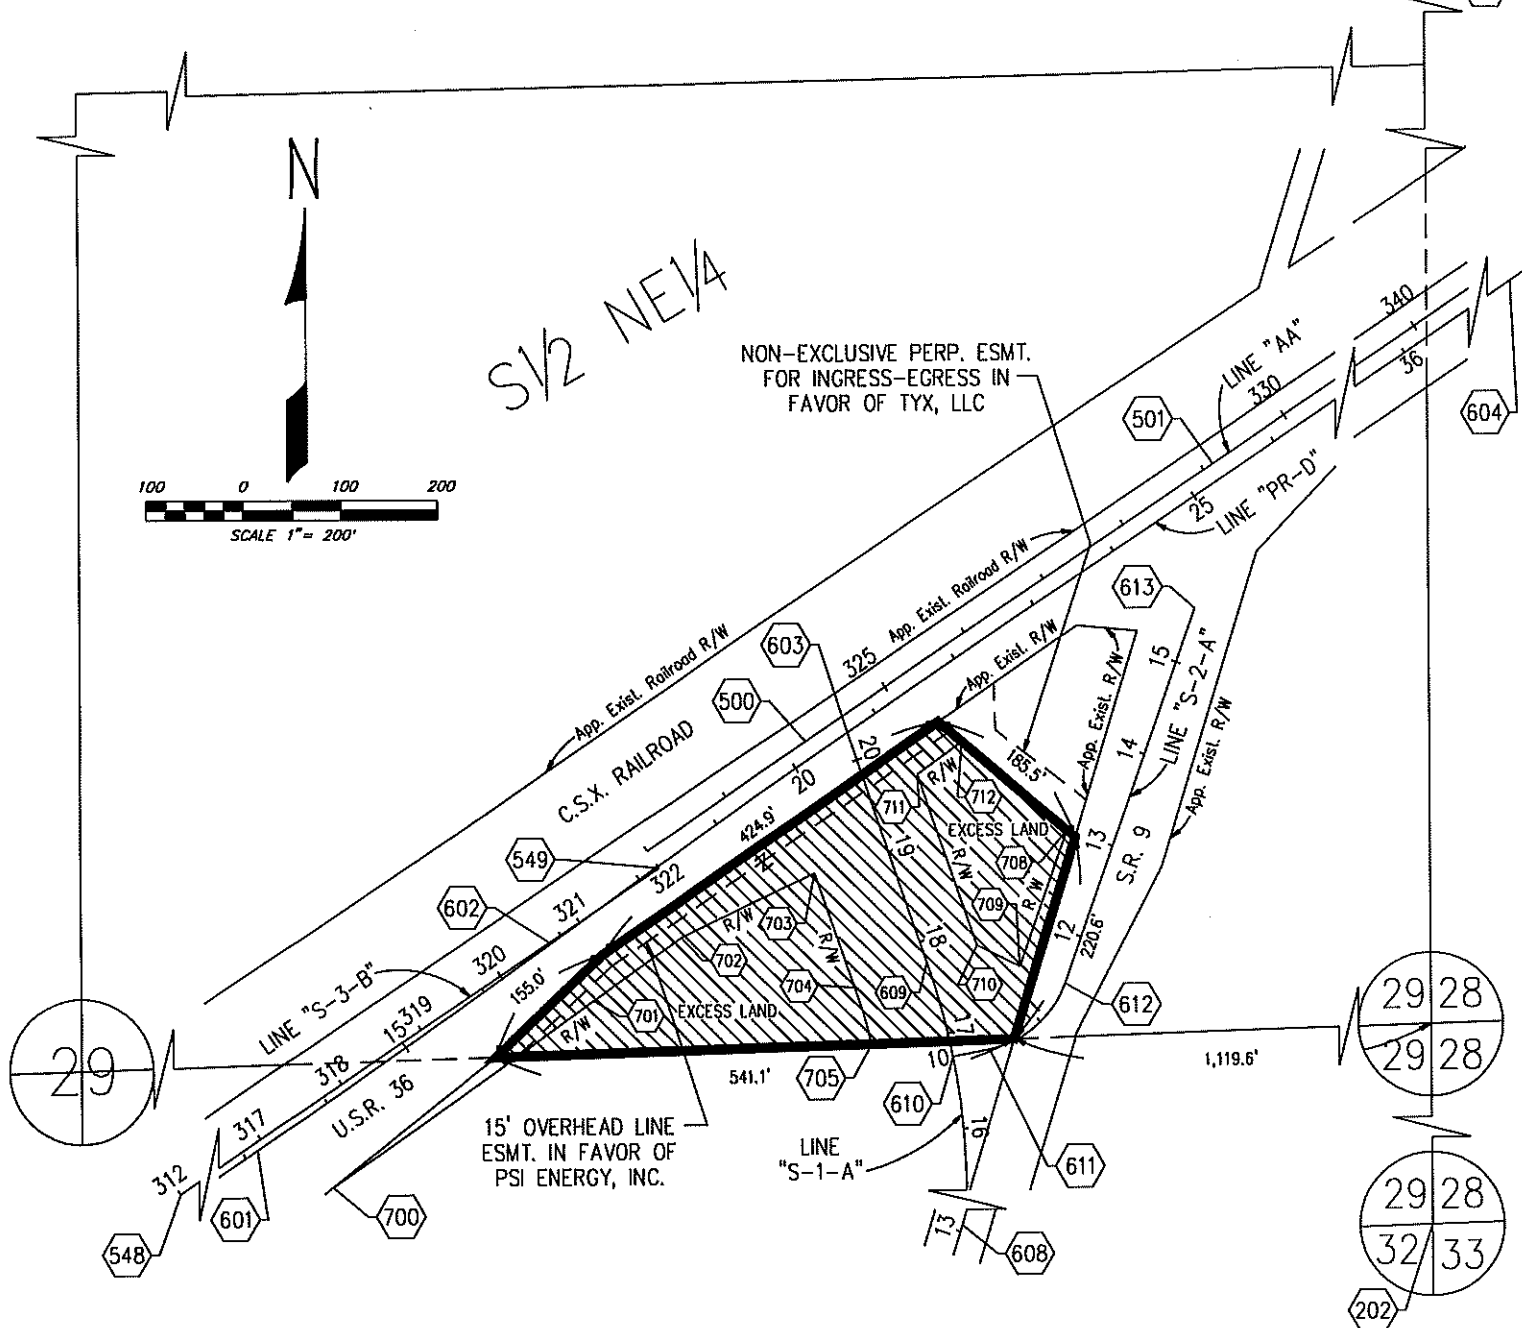 N
S1/2 NE1/4
100 0 100 200
SCALE 1"= 200'
NON-EXCLUSIVE PERP. ESMT.
FOR INGRESS-EGRESS IN
FAVOR OF TYX, LLC
501
LINE "AA"
330
340
36
604
25
LINE "PR-D"
App. Exist. Railroad R/W
App. Exist. Railroad R/W
613
603
325
500
App. Exist. R/W
App. Exist. R/W
App. Exist. R/W
App. Exist. R/W
LINE "S-2-A"
15
14
13
12
S.R. 9
C.S.X. RAILROAD
20
20
185.5'
424.9'
R/W
711
712
EXCESS LAND
708
19
R/W
R/W
709
549
322
321
602
320
LINE "S-3-B"
15
319
318
317
312
155.0'
R/W
703
R/W
702
704
18
609
710
220.6'
612
701
EXCESS LAND
R/W
17
10
29
29 28
29 28
541.1'
705
1,119.6'
610
U.S.R. 36
15' OVERHEAD LINE
ESMT. IN FAVOR OF
PSI ENERGY, INC.
LINE
"S-1-A"
16
611
601
700
548
13
608
29 28
32 33
202